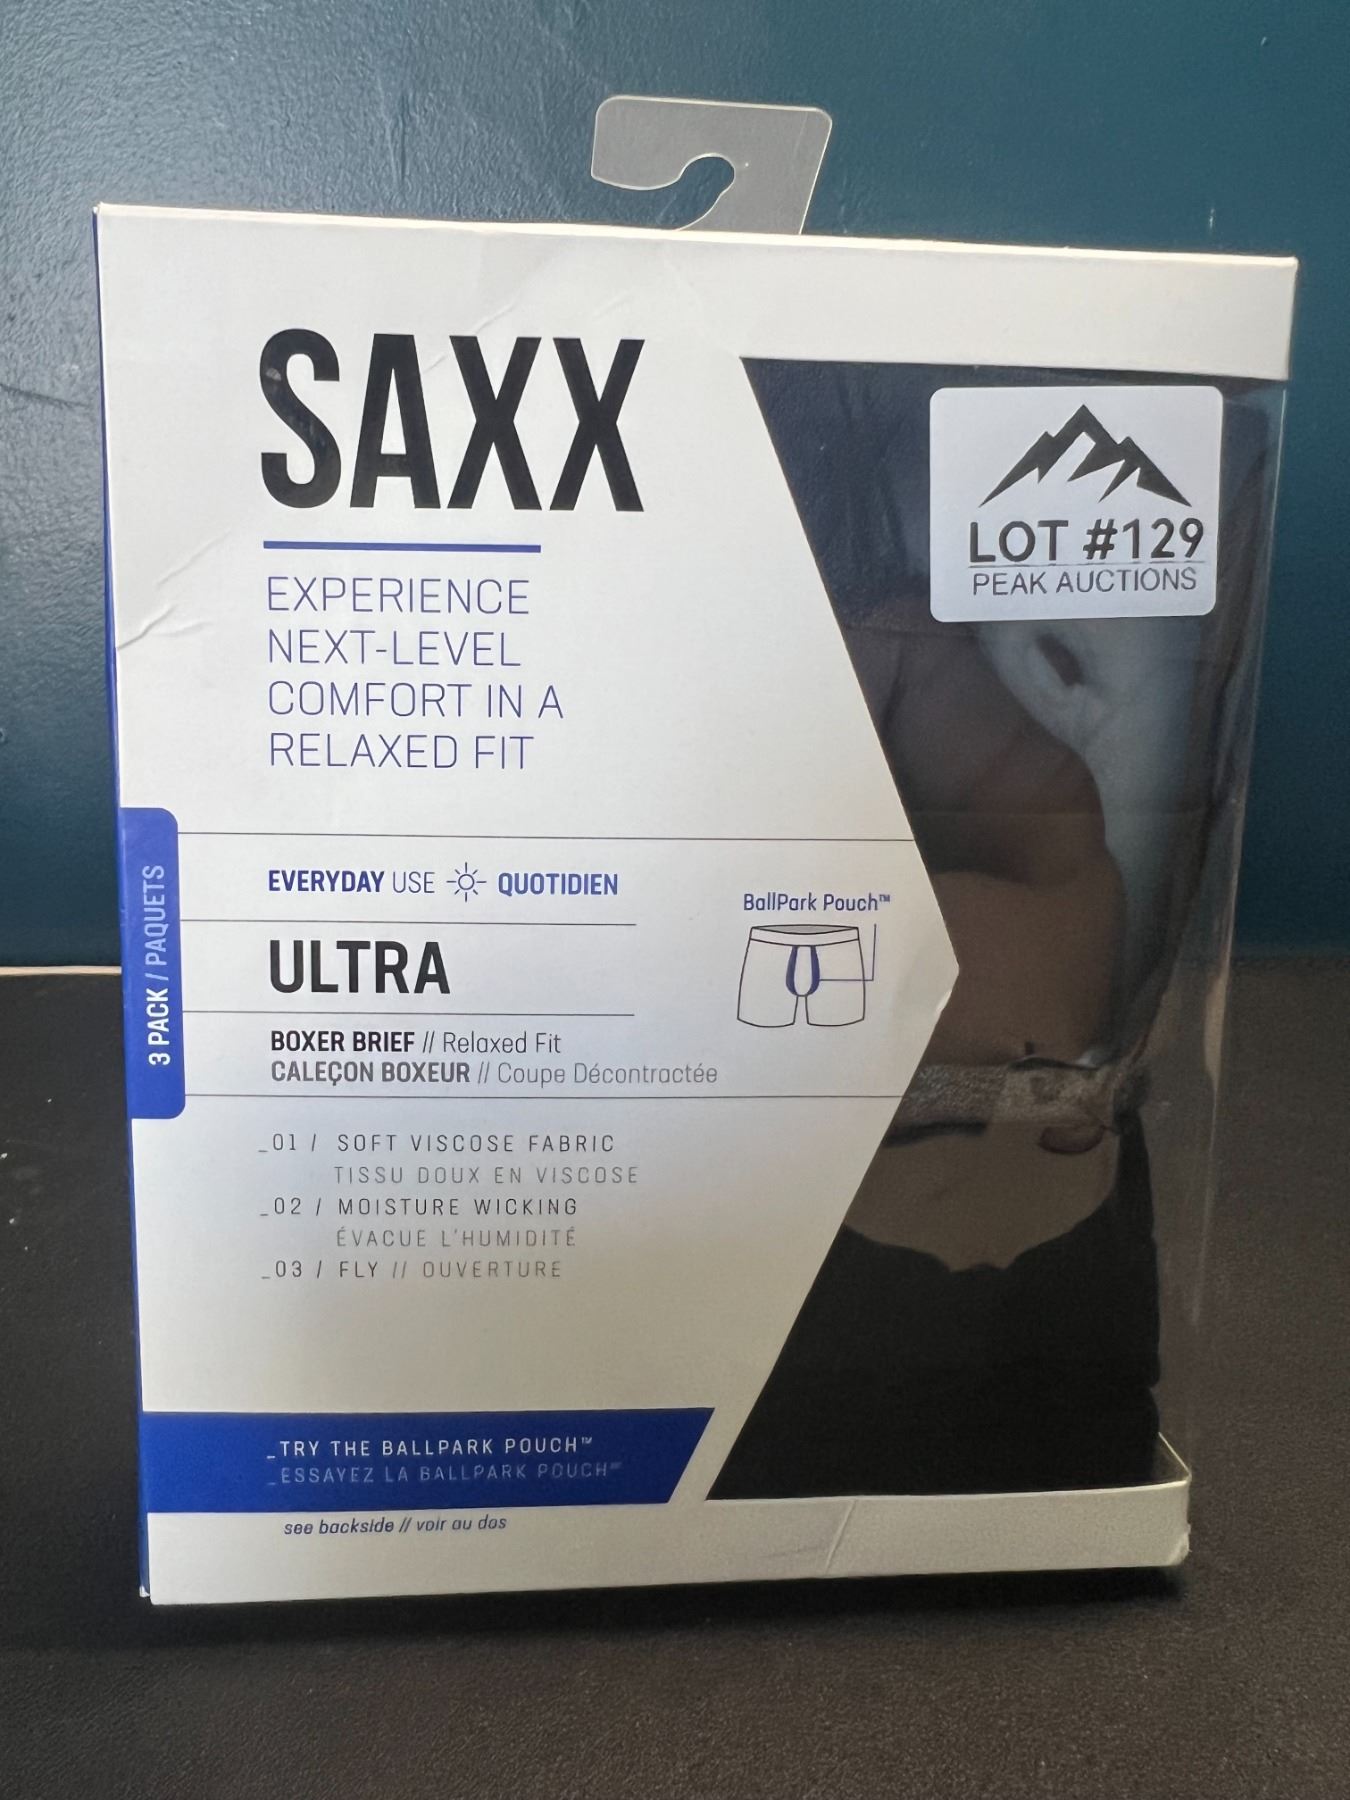 SAXX
EXPERIENCE
NEXT-LEVEL
COMFORT IN A
RELAXED FIT
LOT #129
PEAK AUCTIONS
3 PACK / PAQUETS
EVERYDAY USE QUOTIDIEN
BallPark Pouch™
ULTRA
BOXER BRIEF // Relaxed Fit
CALEÇON BOXEUR // Coupe Décontractée
_01 / SOFT VISCOSE FABRIC
TISSU DOUX EN VISCOSE
_02 / MOISTURE WICKING
ÉVACUE L'HUMIDITÉ
_03 / FLY // OUVERTURE
_TRY THE BALLPARK POUCH™
_ESSAYEZ LA BALLPARK POUCH™
see backside // voir au dos